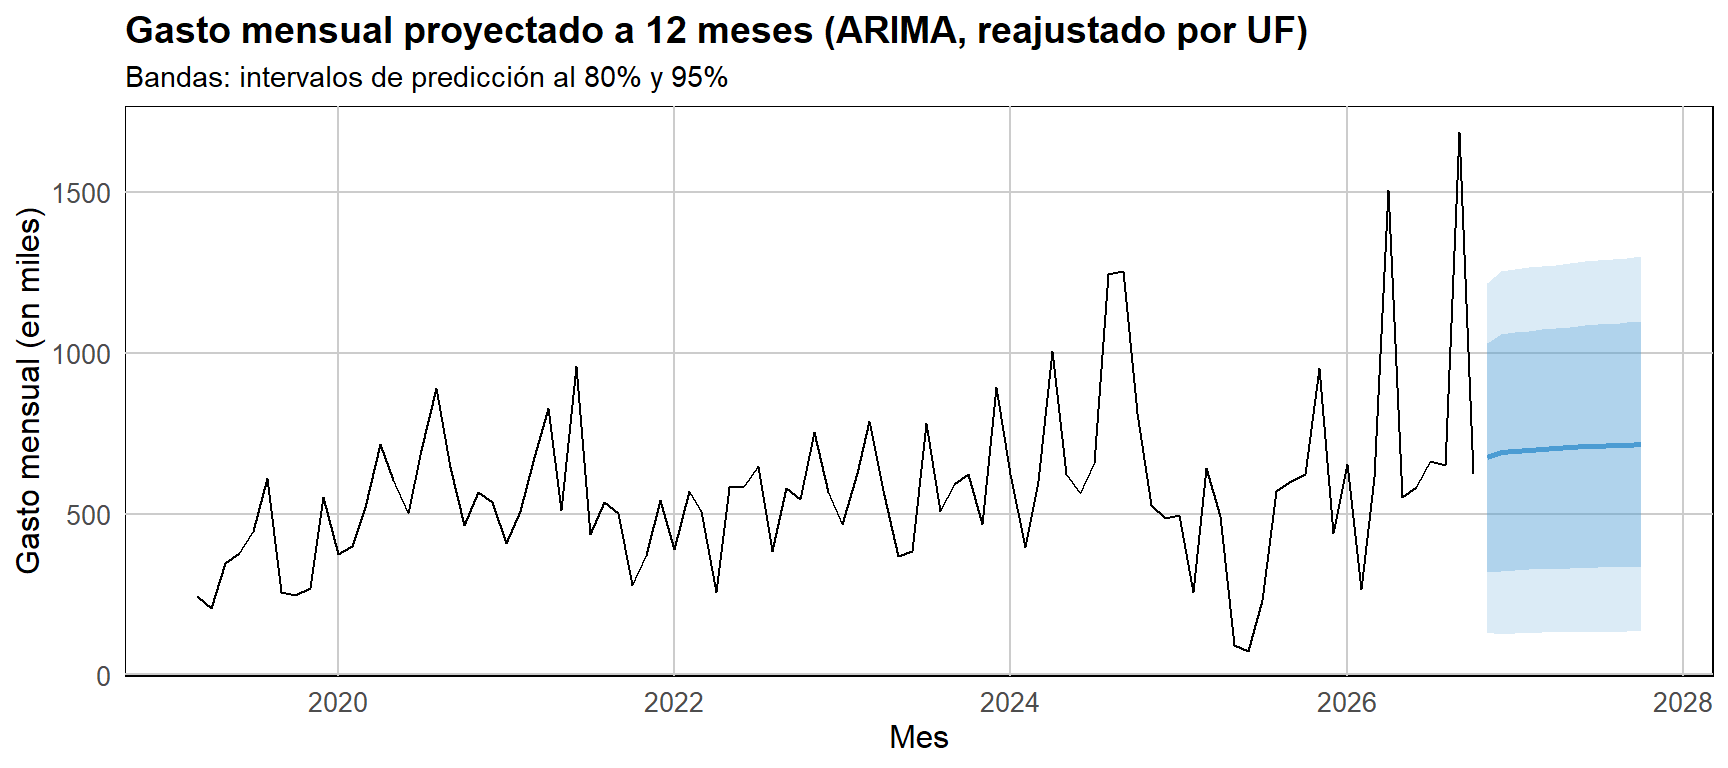 Gasto mensual proyectado a 12 meses (ARIMA, reajustado por UF)
Bandas: intervalos de predicción al 80% y 95%
Gasto mensual (en miles)
1500
1000
500
0
2020
2022
2024
2026
2028
Mes